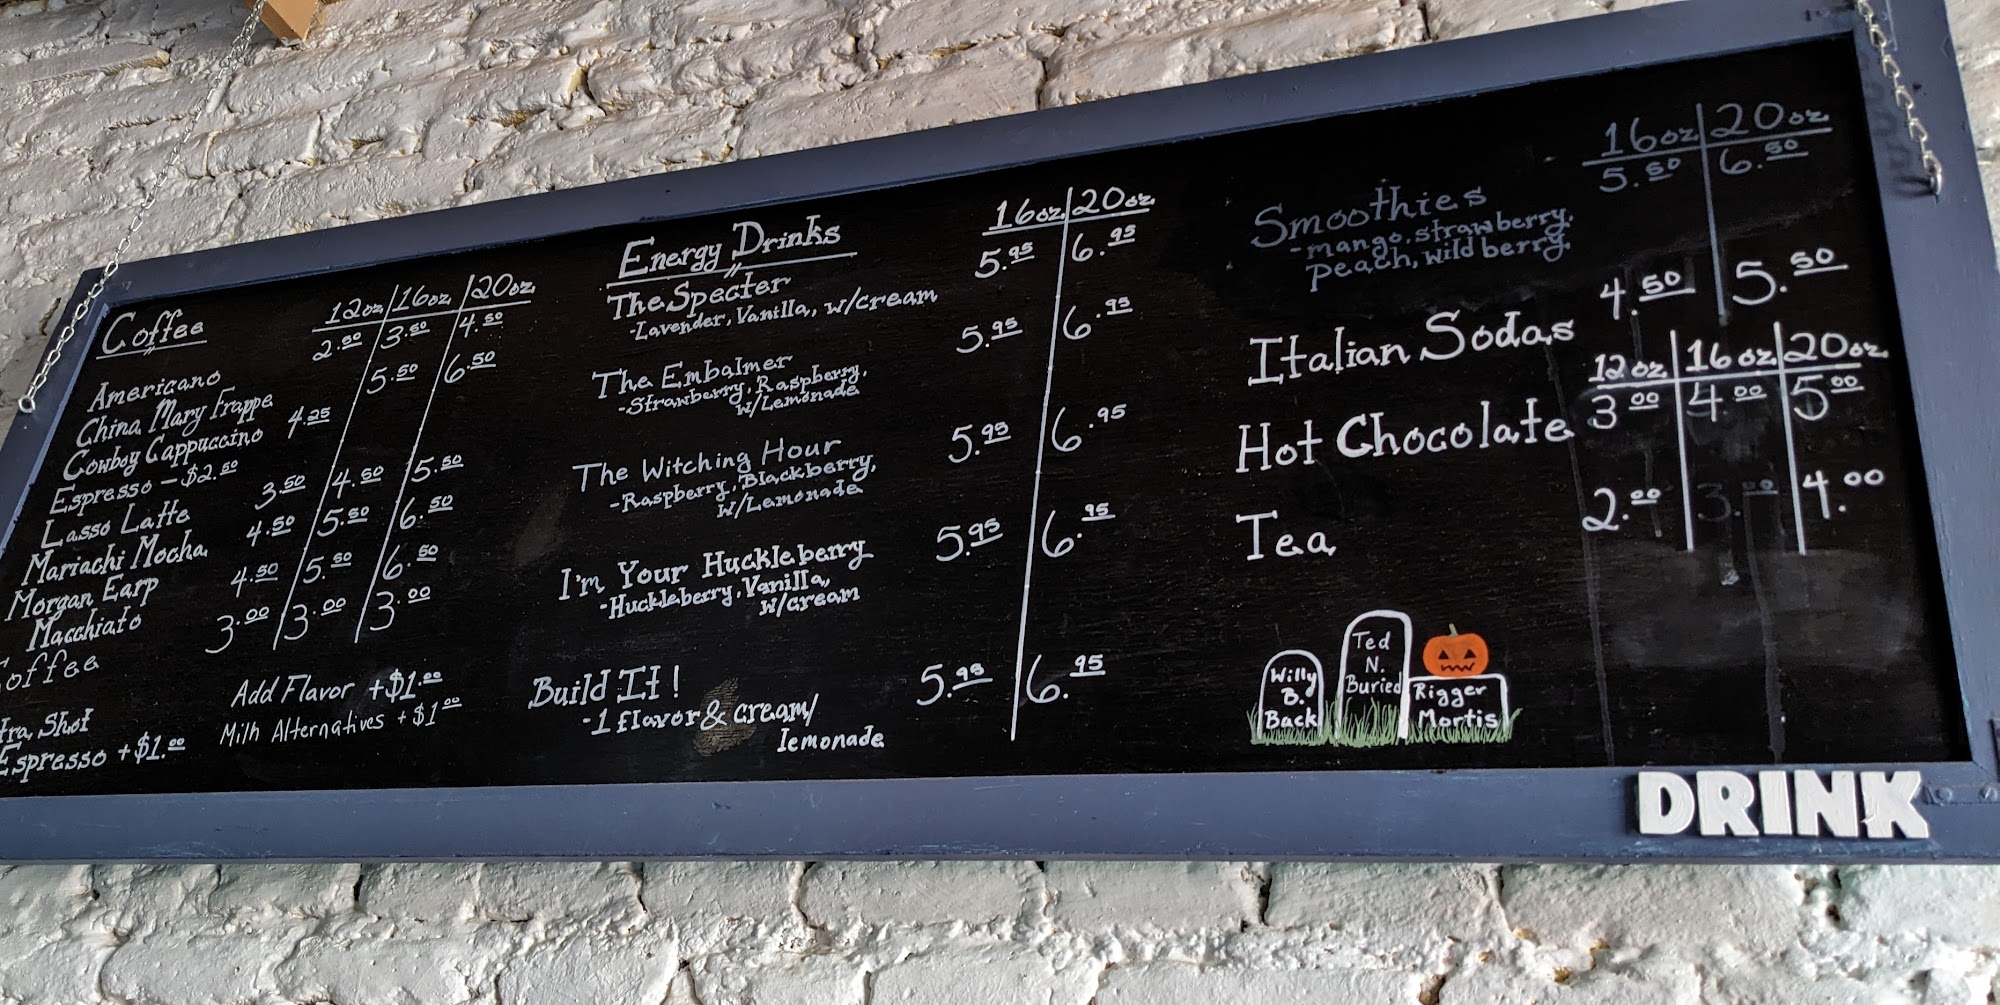 Coffee 12oz 16oz 20oz
Americano 2.50 3.50 4.50
China Mary Frappe 5.50 6.50
Cowboy Cappuccino 4.25
Espresso - $2.50
Lasso Latte 3.50 4.50 5.50
Mariachi Mocha 4.50 5.50 6.50
Morgan Earp 4.50 5.50 6.50
Macchiato
Coffee 3.00 3.00 3.00
Add Flavor +$1.00
Milk Alternatives +$1.00
tra Shot
Espresso +$1.00
Energy Drinks 16oz 20oz
The Specter 5.95 6.95
-Lavender, Vanilla, w/cream
The Embalmer 5.95 6.95
-Strawberry, Raspberry,
w/Lemonade
The Witching Hour 5.95 6.95
-Raspberry, Blackberry,
w/Lemonade
I'm Your Huckleberry 5.95 6.95
-Huckleberry, Vanilla,
w/cream
Build It! 5.95 6.95
-1 flavor & cream/
lemonade
16oz 20oz
Smoothies 5.50 6.50
-mango, strawberry,
peach, wild berry
Italian Sodas 4.50 5.50
12oz 16oz 20oz
Hot Chocolate 3.00 4.00 5.00
Tea 2.00 3.00 4.00
Willy
B.
Back
Ted
N.
Buried
Rigger
Mortis
DRINK